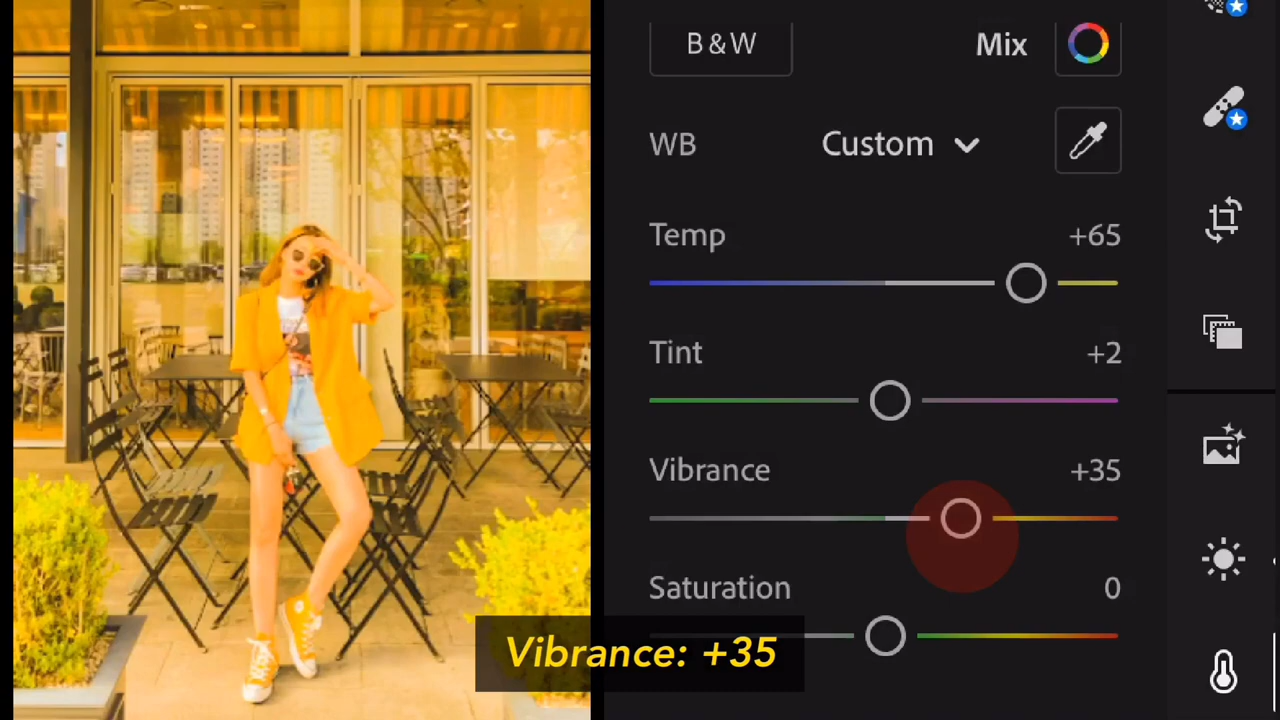 B&W
Mix
WB Custom
Temp +65
Tint +2
Vibrance +35
Saturation 0
Vibrance: +35